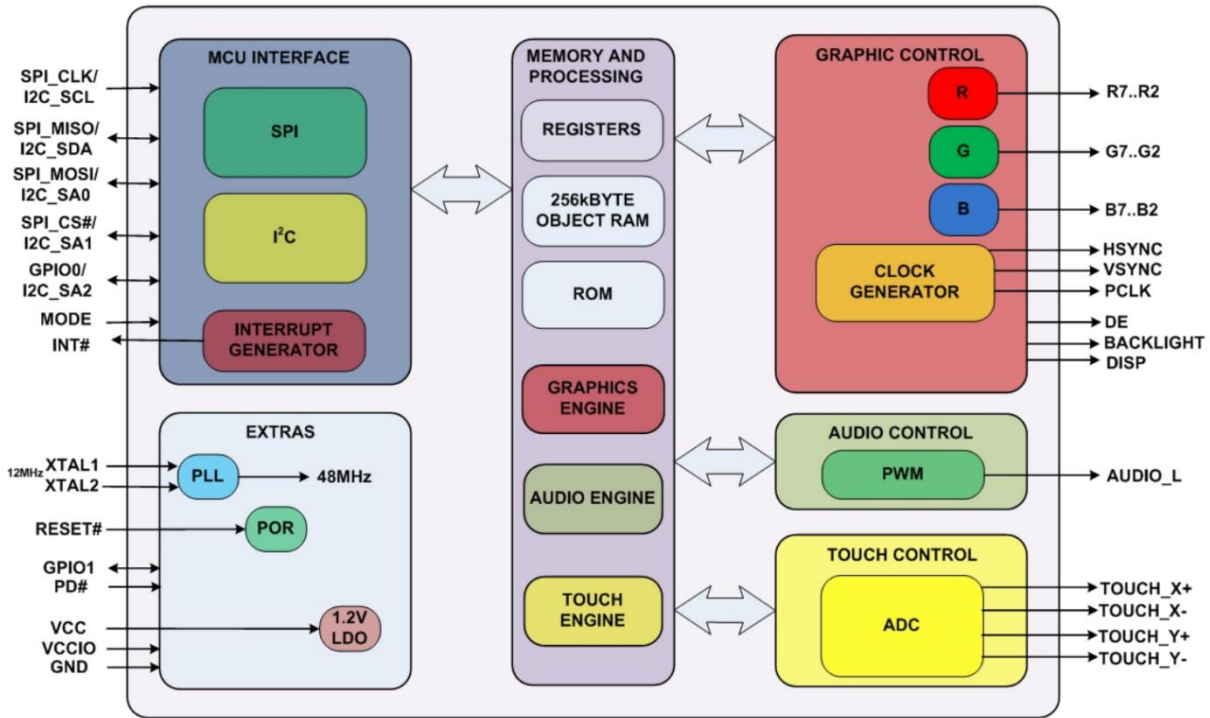 MCU INTERFACE
SPI_CLK/
I2C_SCL
SPI_MISO/
I2C_SDA
SPI_MOSI/
I2C_SA0
SPI_CS#/
I2C_SA1
GPIO0/
I2C_SA2
MODE
INT#
SPI
I²C
INTERRUPT
GENERATOR
EXTRAS
12MHz
XTAL1
XTAL2
PLL
48MHz
RESET#
POR
GPIO1
PD#
VCC
VCCIO
GND
1.2V
LDO
MEMORY AND
PROCESSING
REGISTERS
256kBYTE
OBJECT RAM
ROM
GRAPHICS
ENGINE
AUDIO ENGINE
TOUCH
ENGINE
GRAPHIC CONTROL
R
R7..R2
G
G7..G2
B
B7..B2
CLOCK
GENERATOR
HSYNC
VSYNC
PCLK
DE
BACKLIGHT
DISP
AUDIO CONTROL
PWM
AUDIO_L
TOUCH CONTROL
ADC
TOUCH_X+
TOUCH_X-
TOUCH_Y+
TOUCH_Y-